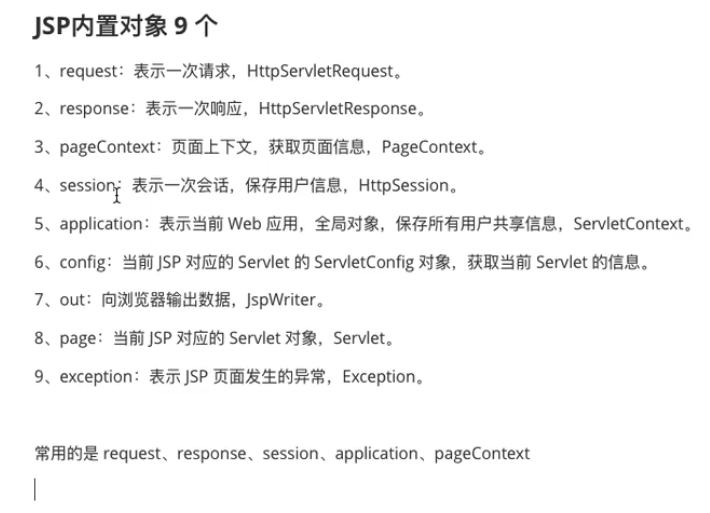 JSP内置对象 9 个
1、request：表示一次请求，HttpServletRequest。
2、response：表示一次响应，HttpServletResponse。
3、pageContext：页面上下文，获取页面信息，PageContext。
4、session：表示一次会话，保存用户信息，HttpSession。
5、application：表示当前 Web 应用，全局对象，保存所有用户共享信息，ServletContext。
6、config：当前 JSP 对应的 Servlet 的 ServletConfig 对象，获取当前 Servlet 的信息。
7、out：向浏览器输出数据，JspWriter。
8、page：当前 JSP 对应的 Servlet 对象，Servlet。
9、exception：表示 JSP 页面发生的异常，Exception。
常用的是 request、response、session、application、pageContext